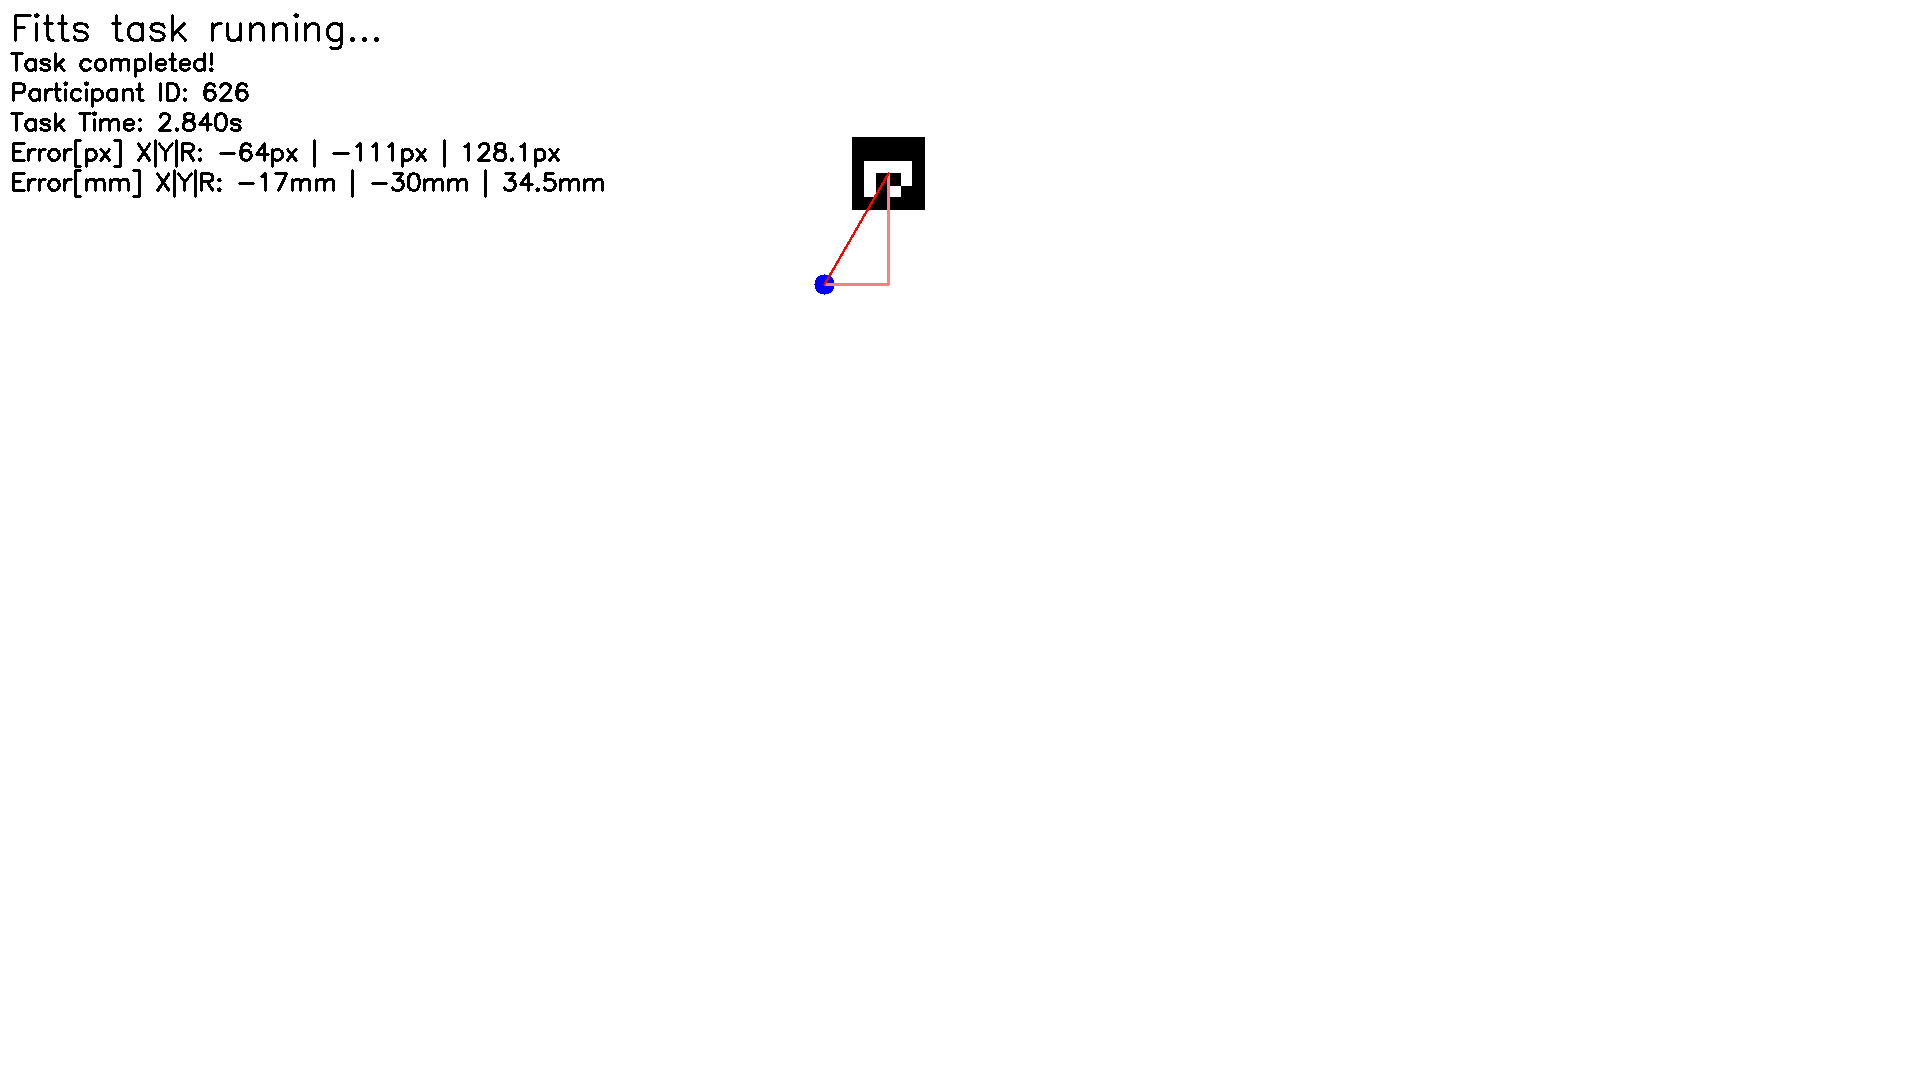 Fitts task running...
Task completed!
Participant ID: 626
Task Time: 2.840s
Error[px] X|Y|R: -64px | -111px | 128.1px
Error[mm] X|Y|R: -17mm | -30mm | 34.5mm